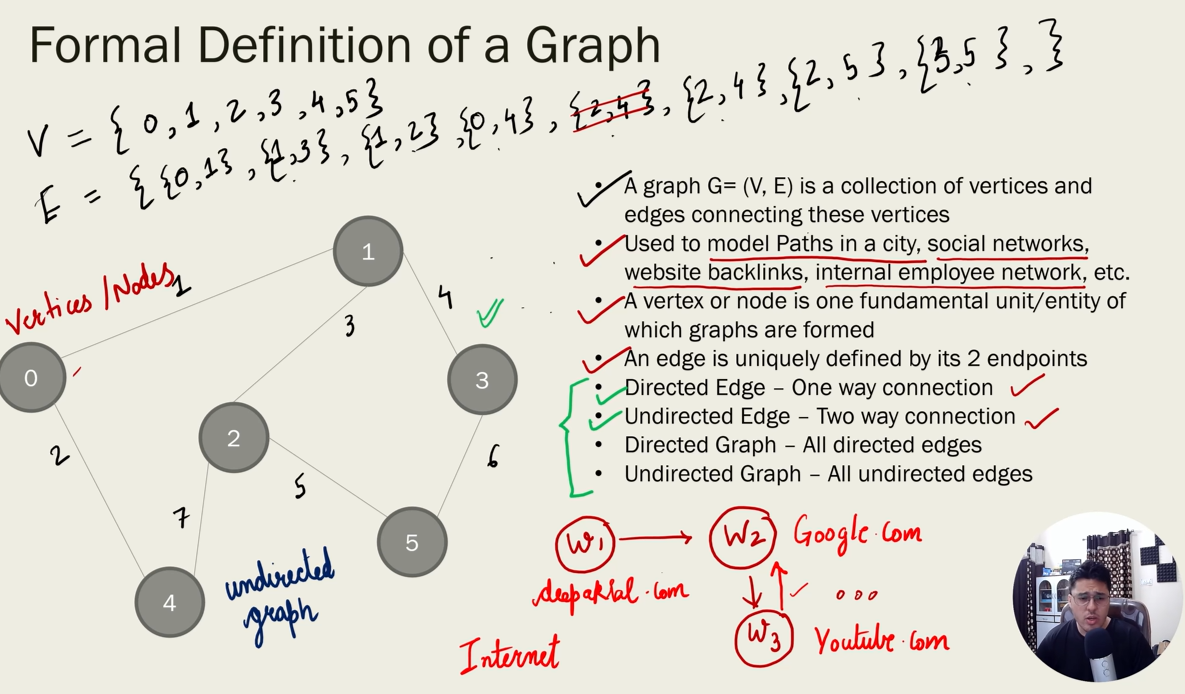 Formal Definition of a Graph
V = { 0, 1, 2, 3, 4, 5}
E = { {0,1}, {1,3}, {1,2}, {0,4}, {2,4}, {2,4}, {2,5}, {3,5}, }
• A graph G= (V, E) is a collection of vertices and
edges connecting these vertices
• Used to model Paths in a city, social networks,
website backlinks, internal employee network, etc.
• A vertex or node is one fundamental unit/entity of
which graphs are formed
• An edge is uniquely defined by its 2 endpoints
• Directed Edge – One way connection
• Undirected Edge – Two way connection
• Directed Graph – All directed edges
• Undirected Graph – All undirected edges
Vertices/Nodes
1
1
4
3
0
3
2
2
5
6
7
5
4
undirected
graph
W1
W2
Google.com
deepaklal.com
W3
Youtube.com
Internet